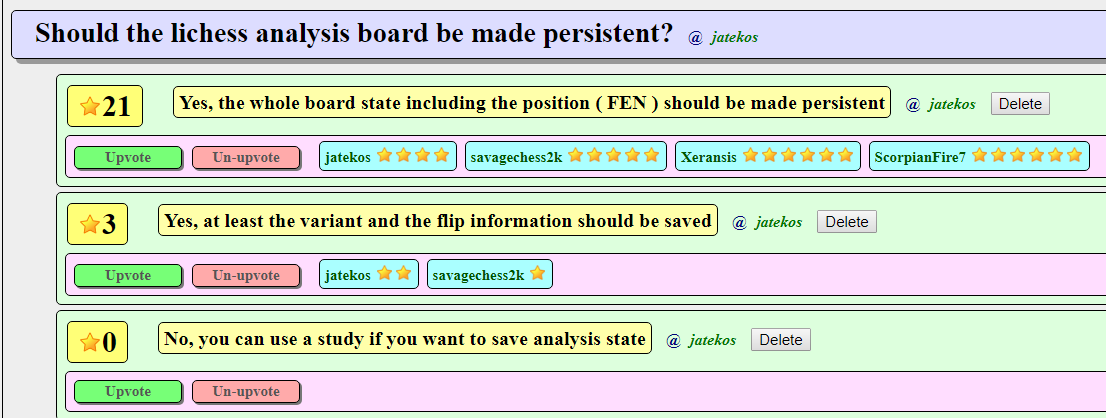 Should the lichess analysis board be made persistent? @ jatekos
21 Yes, the whole board state including the position ( FEN ) should be made persistent @ jatekos Delete
Upvote Un-upvote jatekos savagechess2k Xeransis ScorpianFire7
3 Yes, at least the variant and the flip information should be saved @ jatekos Delete
Upvote Un-upvote jatekos savagechess2k
0 No, you can use a study if you want to save analysis state @ jatekos Delete
Upvote Un-upvote